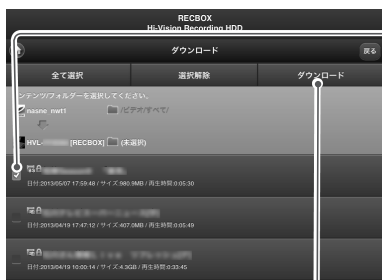 RECBOX
Hi-Vision Recording HDD
ダウンロード
戻る
全て選択
選択解除
ダウンロード
コンテンツ/フォルダーを選択してください。
nasne_nwt1
/ビデオ/すべて/
HVL- [RECBOX] (未選択)
日付:2013/05/07 17:59:48 / サイズ:980.9MB / 再生時間:0:05:30
日付:2013/04/19 17:47:12 / サイズ:407.0MB / 再生時間:0:05:49
日付:2013/04/19 10:00:14 / サイズ:4.3GB / 再生時間:0:33:45